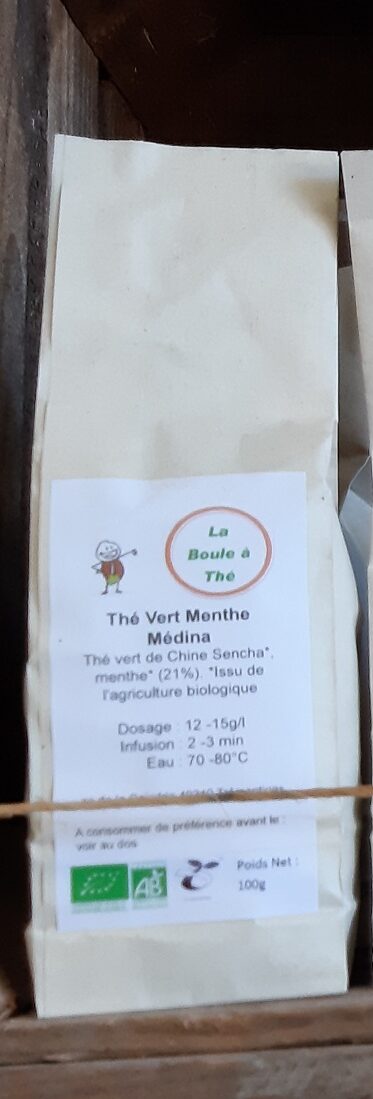 La
Boule à
Thé
Thé Vert Menthe
Médina
Thé vert de Chine Sencha*,
menthe* (21%). *Issu de
l'agriculture biologique
Dosage : 12 -15g/l
Infusion : 2 -3 min
Eau : 70 -80°C
A consommer de préférence avant le :
voir au dos
AB
Poids Net :
100g